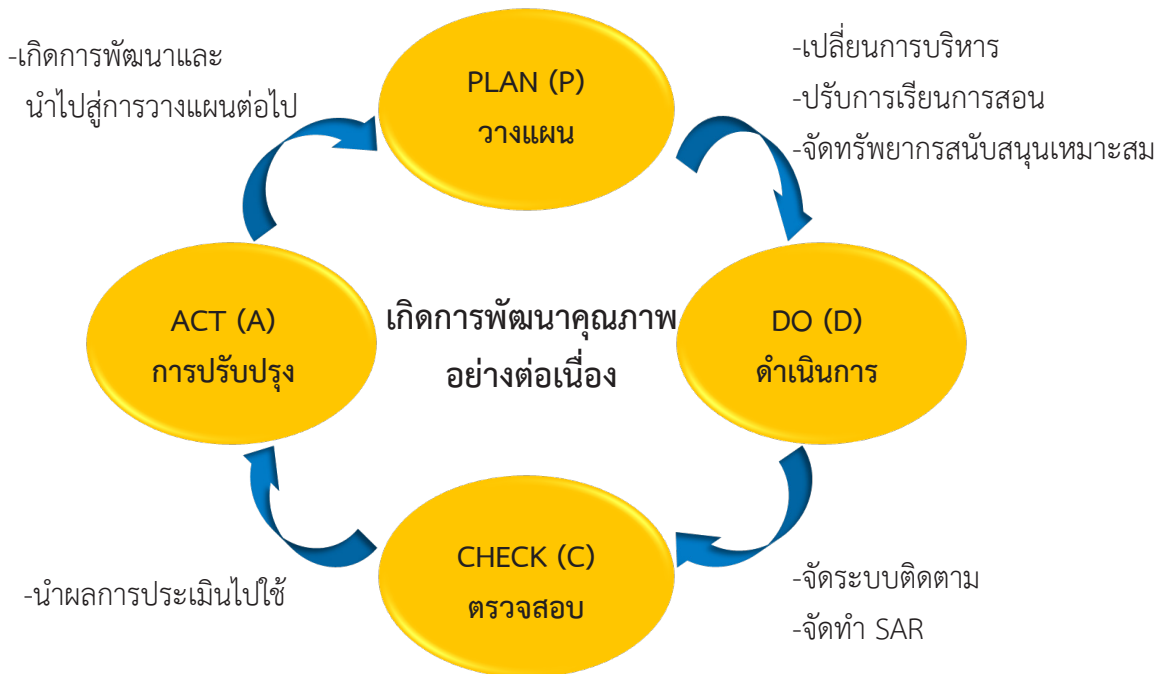 -เกิดการพัฒนาและ
นำไปสู่การวางแผนต่อไป
PLAN (P)
วางแผน
-เปลี่ยนการบริหาร
-ปรับการเรียนการสอน
-จัดทรัพยากรสนับสนุนเหมาะสม
ACT (A)
การปรับปรุง
เกิดการพัฒนาคุณภาพ
อย่างต่อเนื่อง
DO (D)
ดำเนินการ
-นำผลการประเมินไปใช้
CHECK (C)
ตรวจสอบ
-จัดระบบติดตาม
-จัดทำ SAR